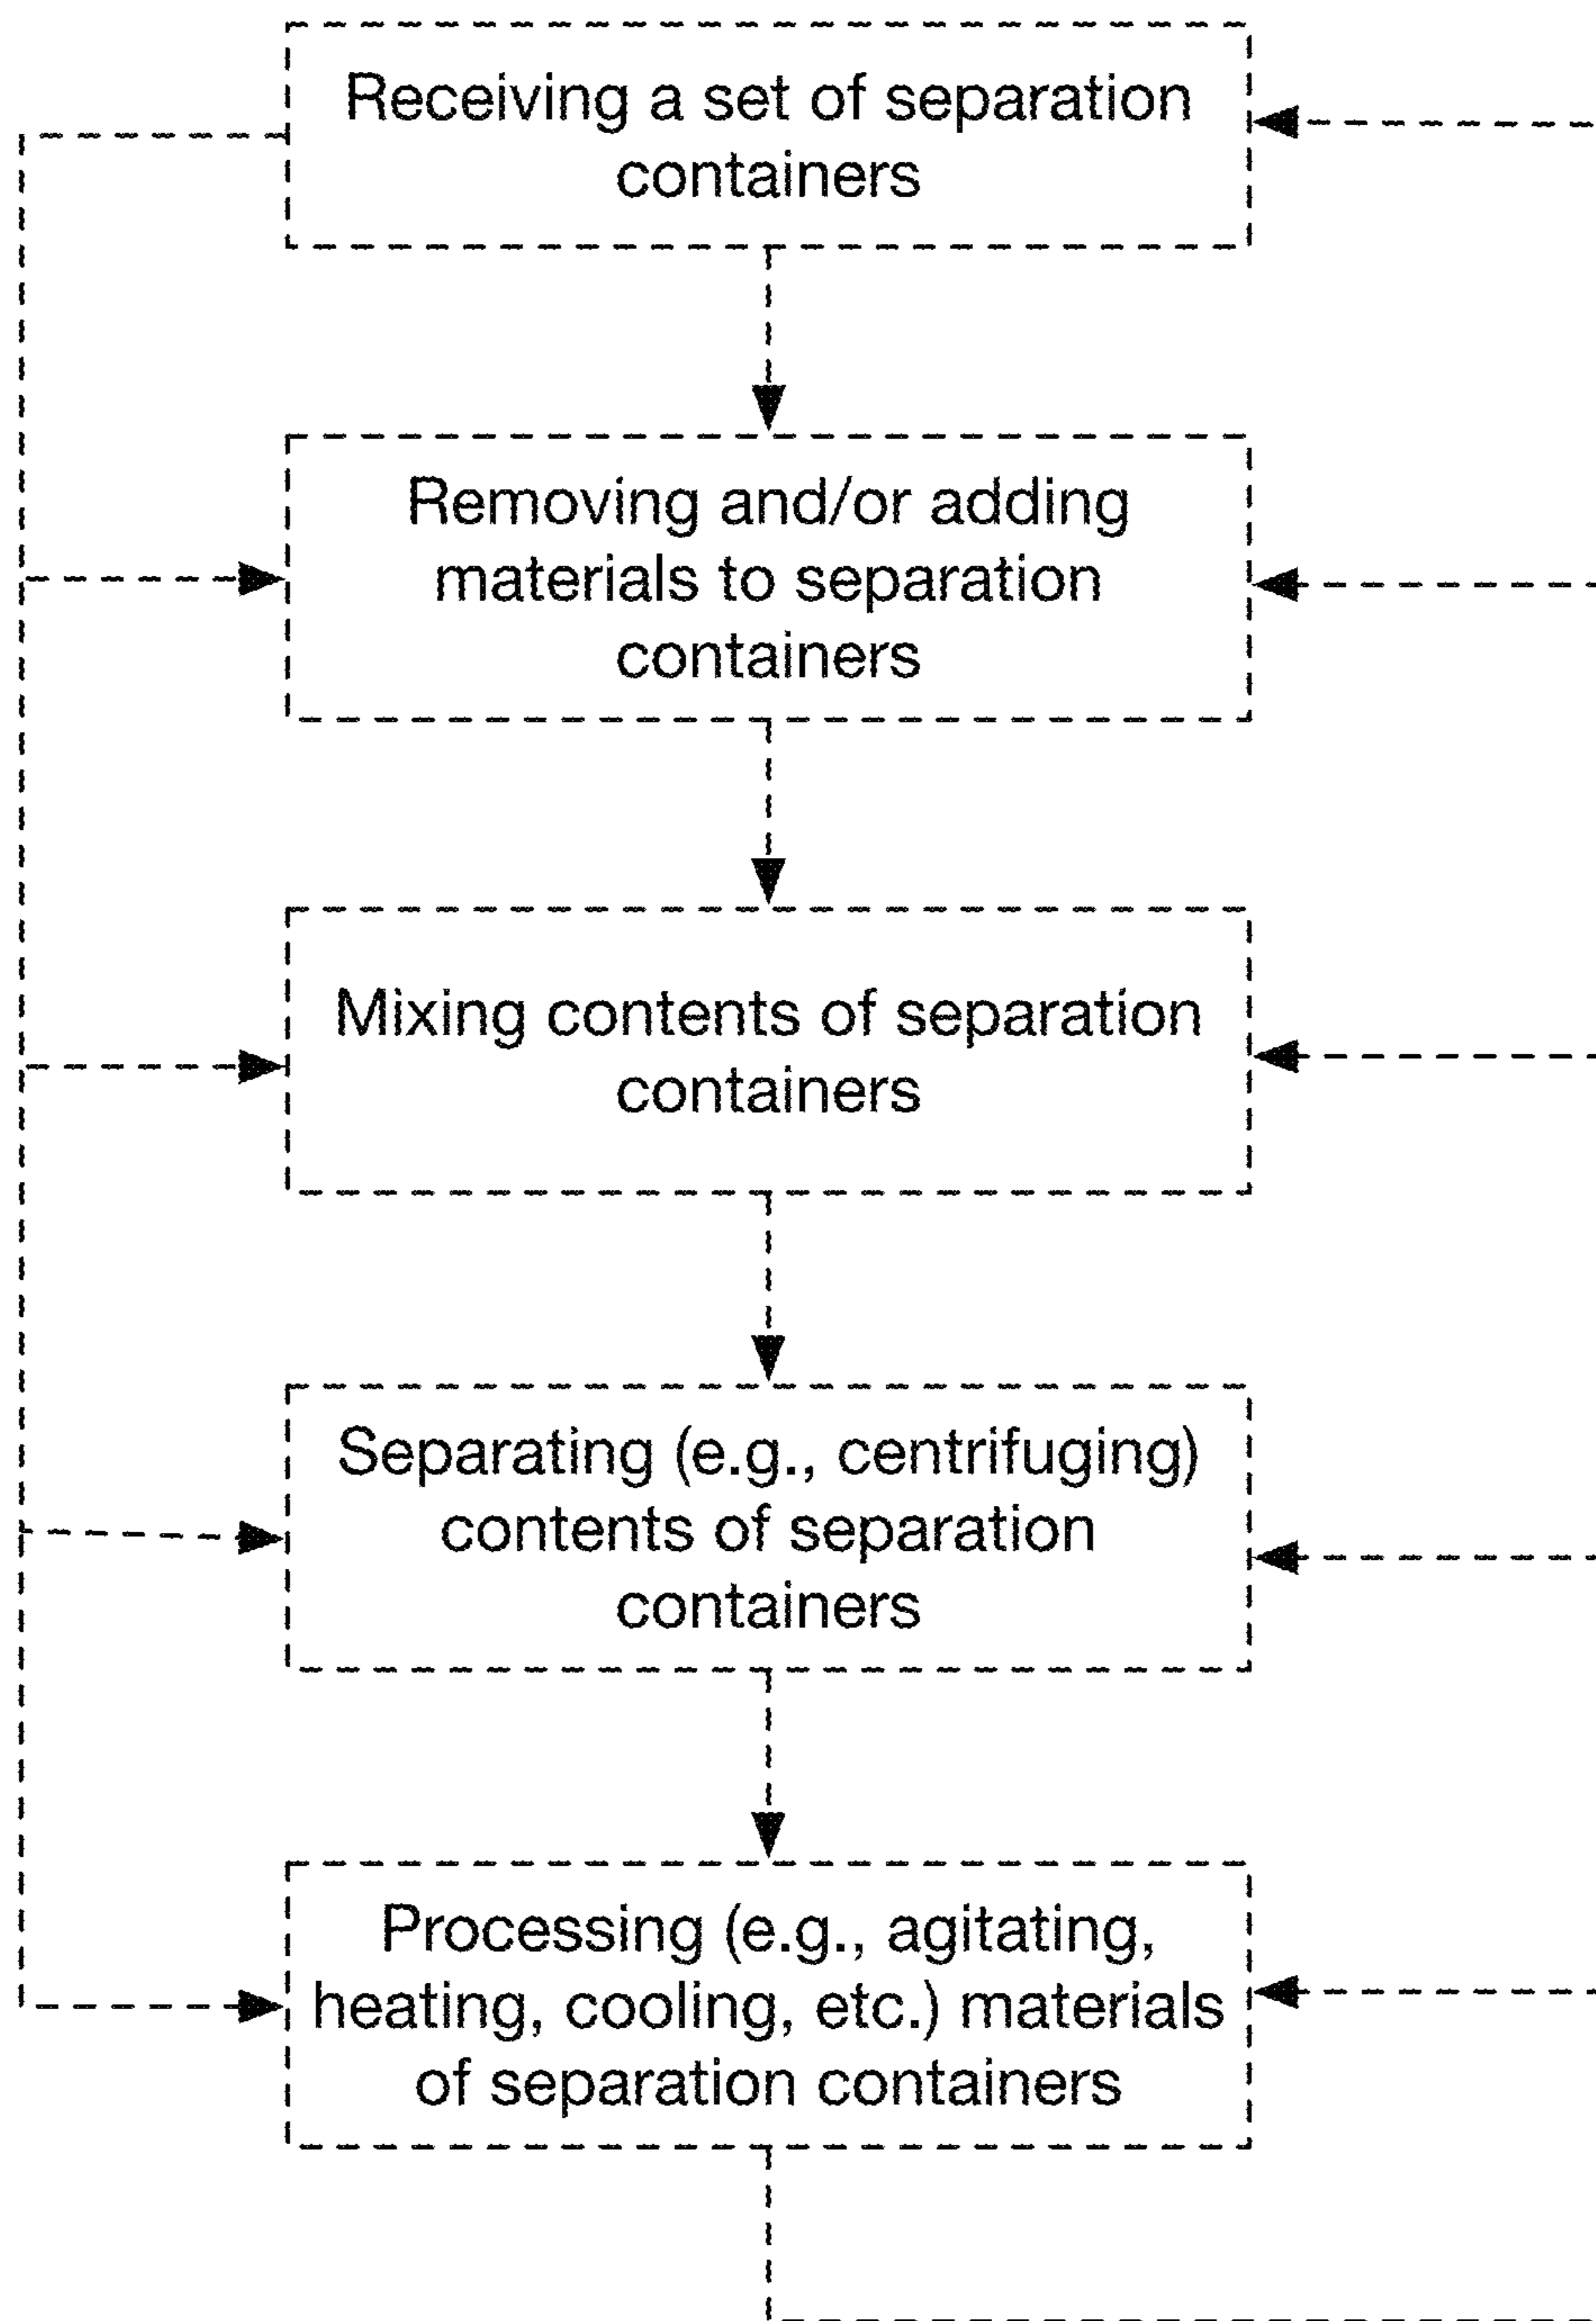 Receiving a set of separation
containers
Removing and/or adding
materials to separation
containers
Mixing contents of separation
containers
Separating (e.g., centrifuging)
contents of separation
containers
Processing (e.g., agitating,
heating, cooling, etc.) materials
of separation containers